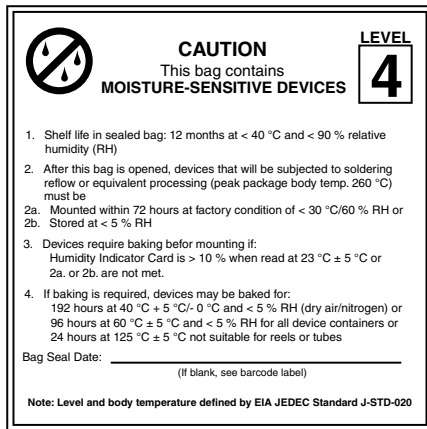 LEVEL
CAUTION
4
This bag contains
MOISTURE-SENSITIVE DEVICES
1. Shelf life in sealed bag: 12 months at < 40 °C and < 90 % relative
humidity (RH)
2. After this bag is opened, devices that will be subjected to soldering
reflow or equivalent processing (peak package body temp. 260 °C)
must be
2a. Mounted within 72 hours at factory condition of < 30 °C/60 % RH or
2b. Stored at < 5 % RH
3. Devices require baking befor mounting if:
Humidity Indicator Card is > 10 % when read at 23 °C ± 5 °C or
2a. or 2b. are not met.
4. If baking is required, devices may be baked for:
192 hours at 40 °C + 5 °C/- 0 °C and < 5 % RH (dry air/nitrogen) or
96 hours at 60 °C ± 5 °C and < 5 % RH for all device containers or
24 hours at 125 °C ± 5 °C not suitable for reels or tubes
Bag Seal Date:
(If blank, see barcode label)
Note: Level and body temperature defined by EIA JEDEC Standard J-STD-020